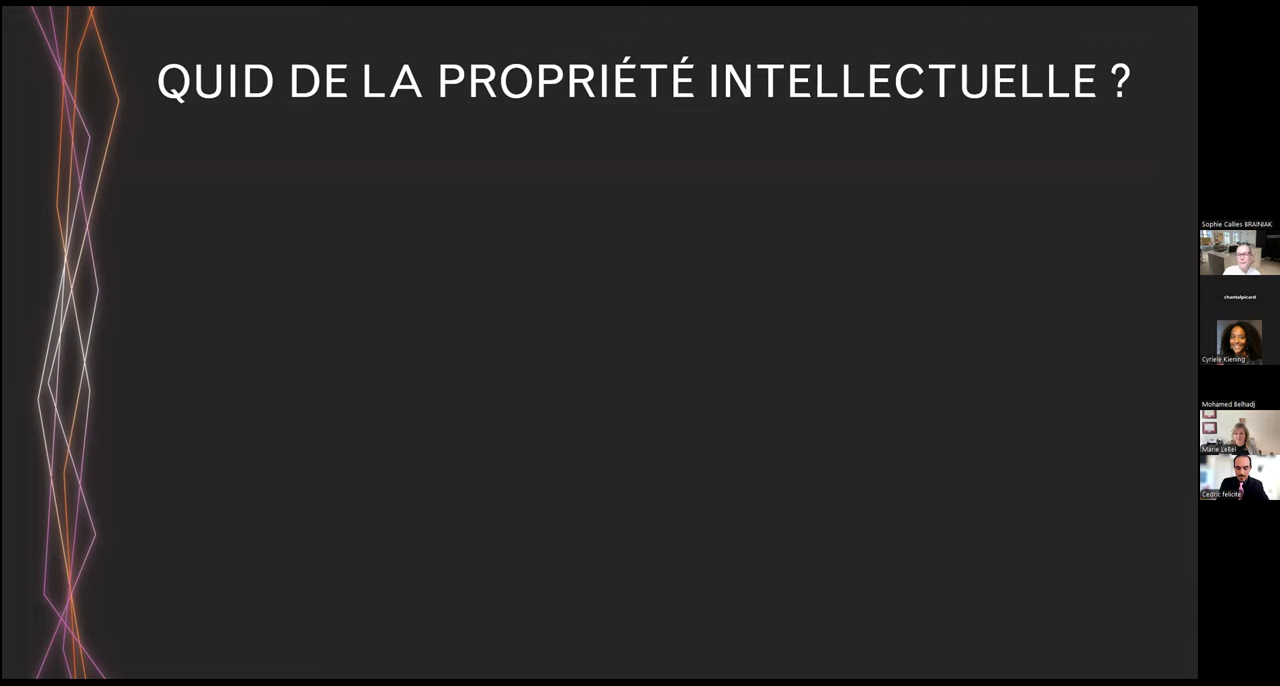 QUID DE LA PROPRIÉTÉ INTELLECTUELLE ?
Sophie Callies BRAINIAK
chantalpicard
Cyriele Kiening
Mohamed Belhadj
Marie LeBel
Cedric felicite